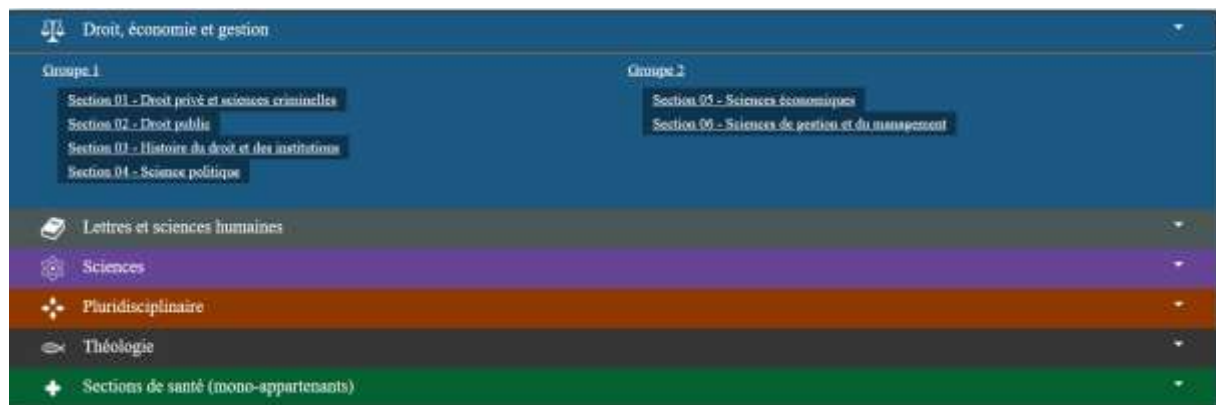 Droit, économie et gestion
Groupe 1
Section 01 - Droit privé et sciences criminelles
Section 02 - Droit public
Section 03 - Histoire du droit et des institutions
Section 04 - Science politique
Groupe 2
Section 05 - Sciences économiques
Section 06 - Sciences de gestion et du management
Lettres et sciences humaines
Sciences
Pluridisciplinaire
Théologie
Sections de santé (mono-appartenants)